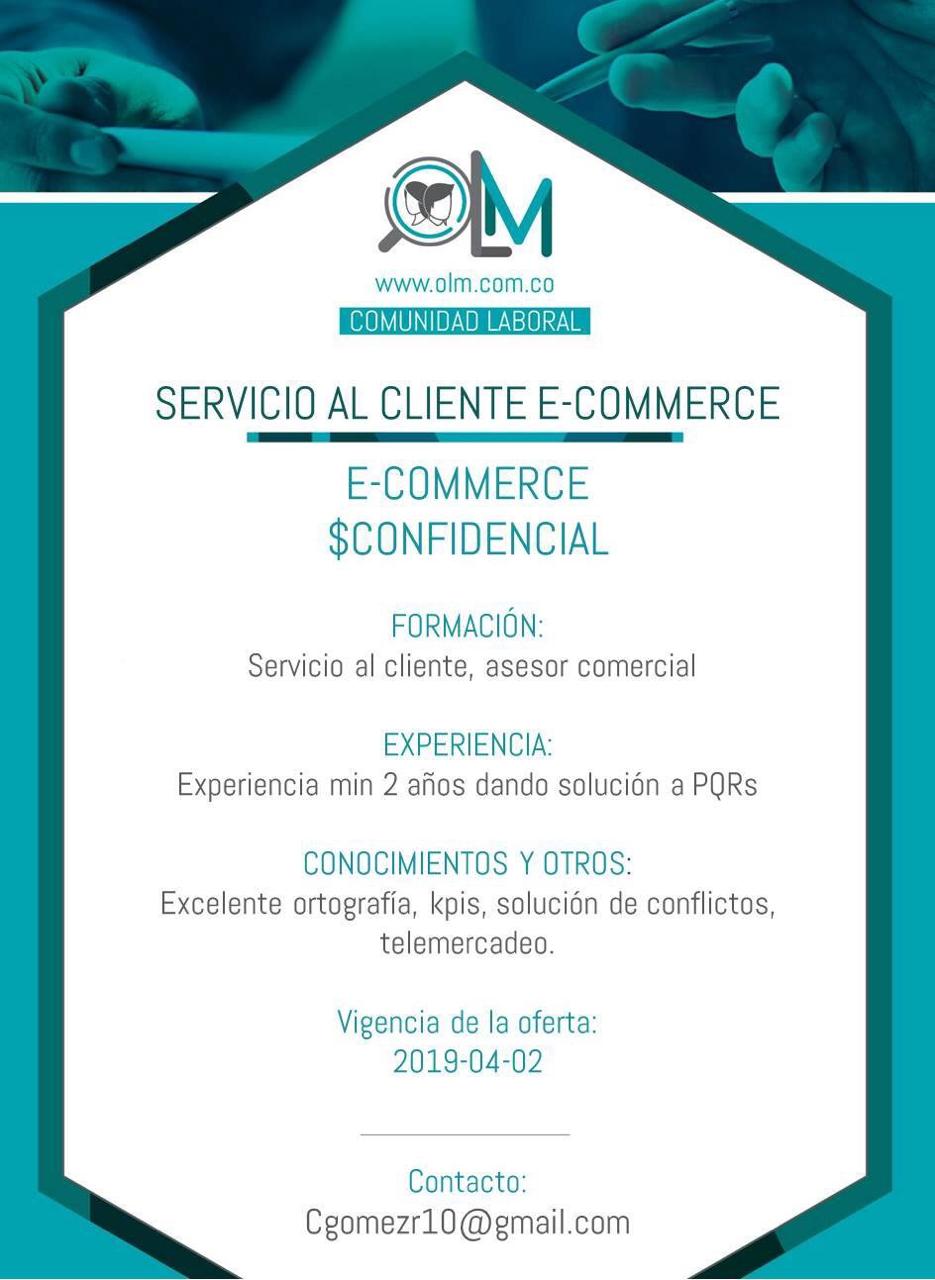 OLM
www.olm.com.co
COMUNIDAD LABORAL
SERVICIO AL CLIENTE E-COMMERCE
E-COMMERCE
$CONFIDENCIAL
FORMACIÓN:
Servicio al cliente, asesor comercial
EXPERIENCIA:
Experiencia min 2 años dando solución a PQRs
CONOCIMIENTOS Y OTROS:
Excelente ortografía, kpis, solución de conflictos,
telemercadeo.
Vigencia de la oferta:
2019-04-02
Contacto:
Cgomezr10@gmail.com